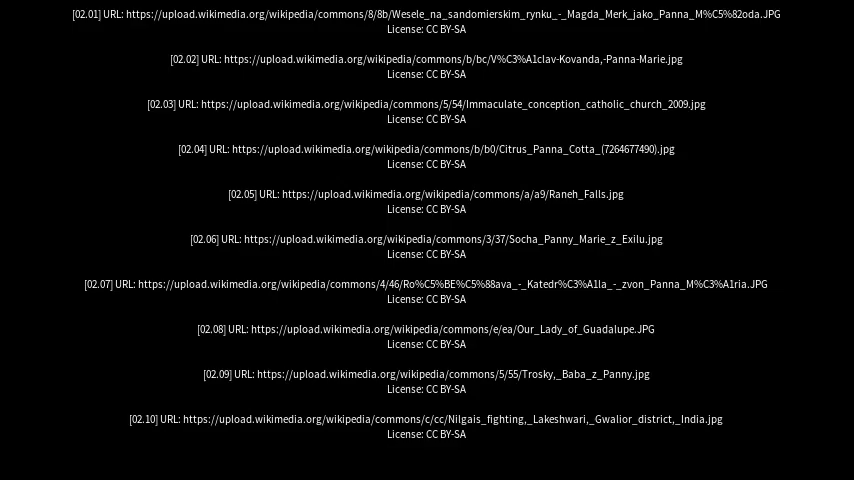 [02.01] URL: https://upload.wikimedia.org/wikipedia/commons/8/8b/Wesele_na_sandomierskim_rynku_-_Magda_Merk_jako_Panna_M%C5%82oda.JPG
License: CC BY-SA
[02.02] URL: https://upload.wikimedia.org/wikipedia/commons/b/bc/V%C3%A1clav-Kovanda,-Panna-Marie.jpg
License: CC BY-SA
[02.03] URL: https://upload.wikimedia.org/wikipedia/commons/5/54/Immaculate_conception_catholic_church_2009.jpg
License: CC BY-SA
[02.04] URL: https://upload.wikimedia.org/wikipedia/commons/b/b0/Citrus_Panna_Cotta_(7264677490).jpg
License: CC BY-SA
[02.05] URL: https://upload.wikimedia.org/wikipedia/commons/a/a9/Raneh_Falls.jpg
License: CC BY-SA
[02.06] URL: https://upload.wikimedia.org/wikipedia/commons/3/37/Socha_Panny_Marie_z_Exilu.jpg
License: CC BY-SA
[02.07] URL: https://upload.wikimedia.org/wikipedia/commons/4/46/Ro%C5%BE%C5%88ava_-_Katedr%C3%A1la_-_zvon_Panna_M%C3%A1ria.JPG
License: CC BY-SA
[02.08] URL: https://upload.wikimedia.org/wikipedia/commons/e/ea/Our_Lady_of_Guadalupe.JPG
License: CC BY-SA
[02.09] URL: https://upload.wikimedia.org/wikipedia/commons/5/55/Trosky,_Baba_z_Panny.jpg
License: CC BY-SA
[02.10] URL: https://upload.wikimedia.org/wikipedia/commons/c/cc/Nilgais_fighting,_Lakeshwari,_Gwalior_district,_India.jpg
License: CC BY-SA